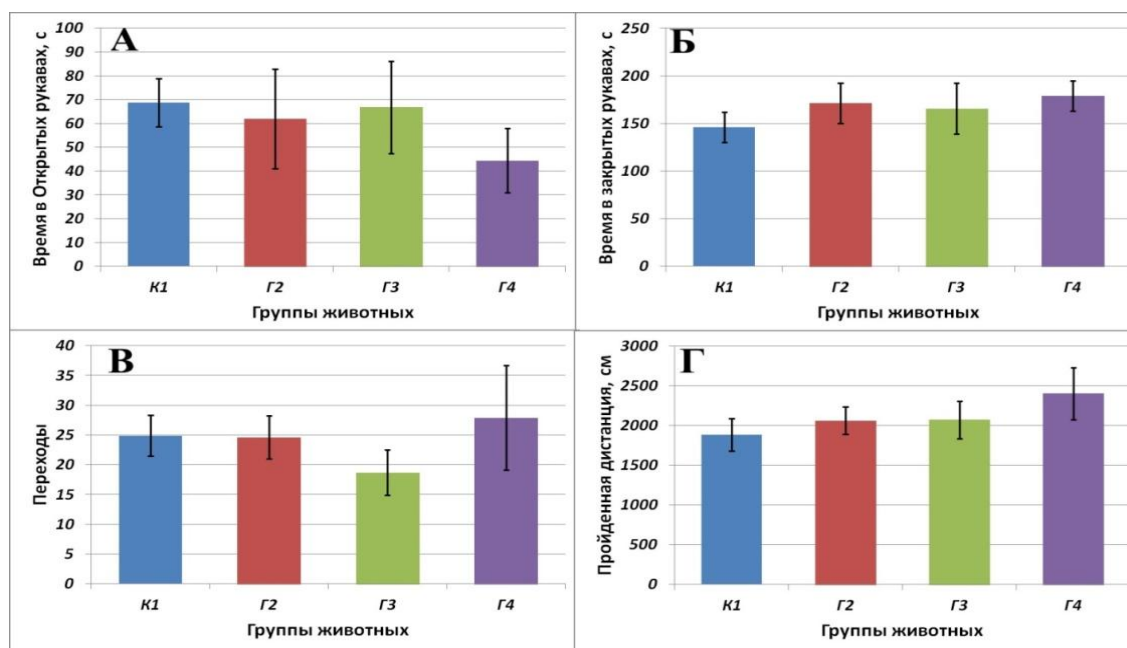 А
Время в Открытых рукавах, с
100
90
80
70
60
50
40
30
20
10
0
К1 Г2 Г3 Г4
Группы животных
Б
Время в закрытых рукавах, с
250
200
150
100
50
0
К1 Г2 Г3 Г4
Группы животных
В
Переходы
40
35
30
25
20
15
10
5
0
К1 Г2 Г3 Г4
Группы животных
Г
Пройденная дистанция, см
3000
2500
2000
1500
1000
500
0
К1 Г2 Г3 Г4
Группы животных